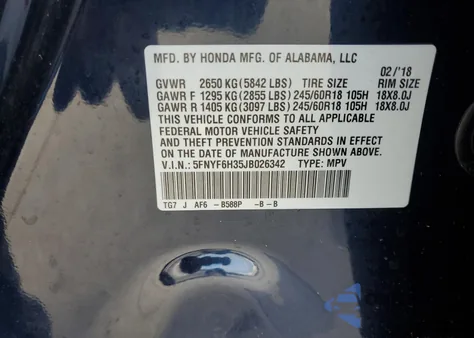 MFD. BY HONDA MFG. OF ALABAMA, LLC
02/'18
GVWR 2650 KG (5842 LBS) TIRE SIZE RIM SIZE
GAWR F 1295 KG (2855 LBS) 245/60R18 105H 18X8.0J
GAWR R 1405 KG (3097 LBS) 245/60R18 105H 18X8.0J
THIS VEHICLE CONFORMS TO ALL APPLICABLE
FEDERAL MOTOR VEHICLE SAFETY
AND THEFT PREVENTION STANDARDS IN EFFECT
ON THE DATE OF MANUFACTURE SHOWN ABOVE.
V.I.N.: 5FNYF6H35JB026342 TYPE: MPV
TG7 J AF6 -B588P -B -B